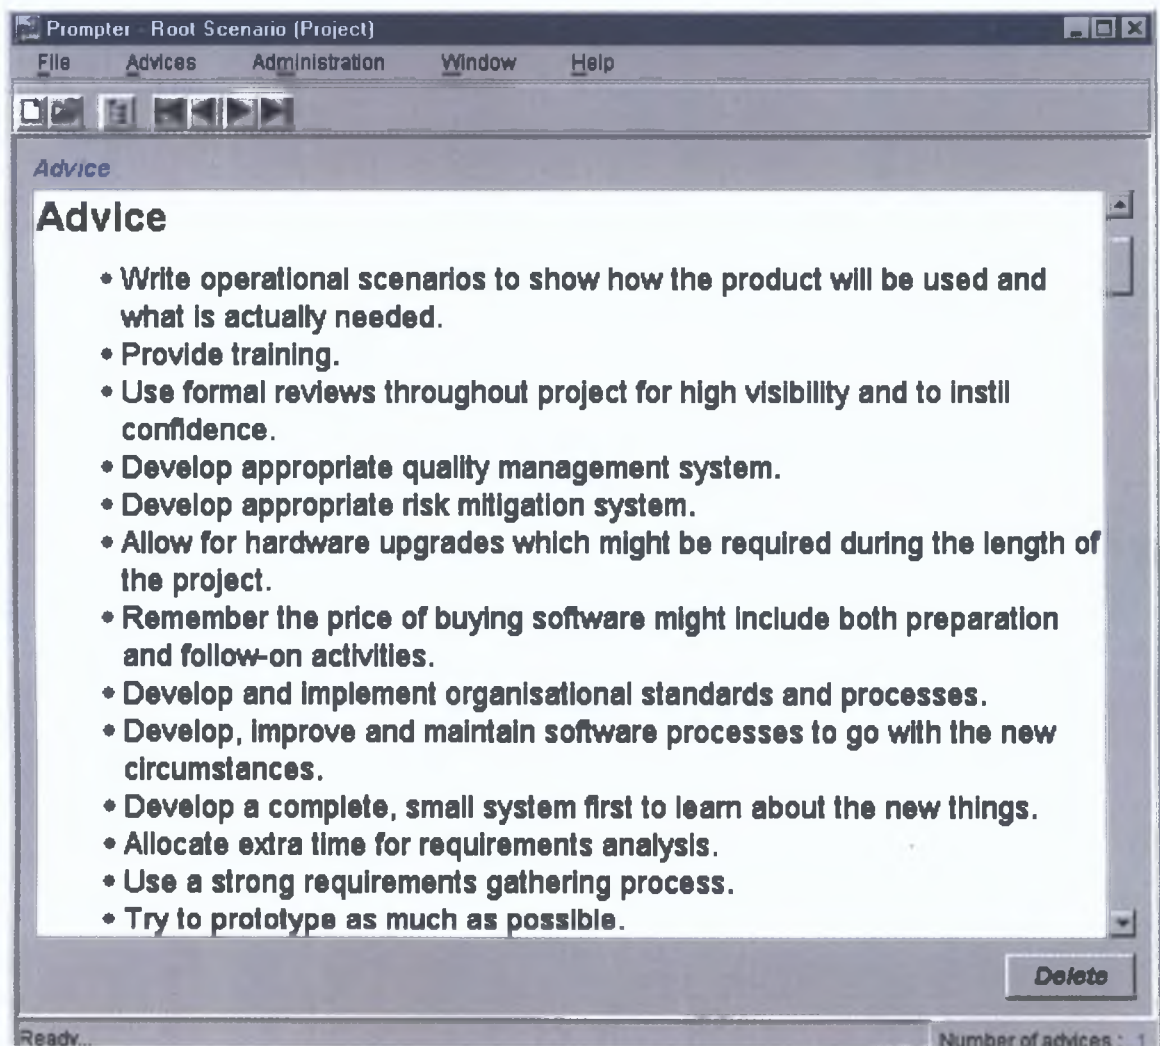 Prompter - Root Scenario (Project)
File Advices Administration Window Help
Advice
Advice
• Write operational scenarios to show how the product will be used and
what is actually needed.
• Provide training.
• Use formal reviews throughout project for high visibility and to instil
confidence.
• Develop appropriate quality management system.
• Develop appropriate risk mitigation system.
• Allow for hardware upgrades which might be required during the length of
the project.
• Remember the price of buying software might include both preparation
and follow-on activities.
• Develop and implement organisational standards and processes.
• Develop, improve and maintain software processes to go with the new
circumstances.
• Develop a complete, small system first to learn about the new things.
• Allocate extra time for requirements analysis.
• Use a strong requirements gathering process.
• Try to prototype as much as possible.
Delete
Ready... Number of advices : 1